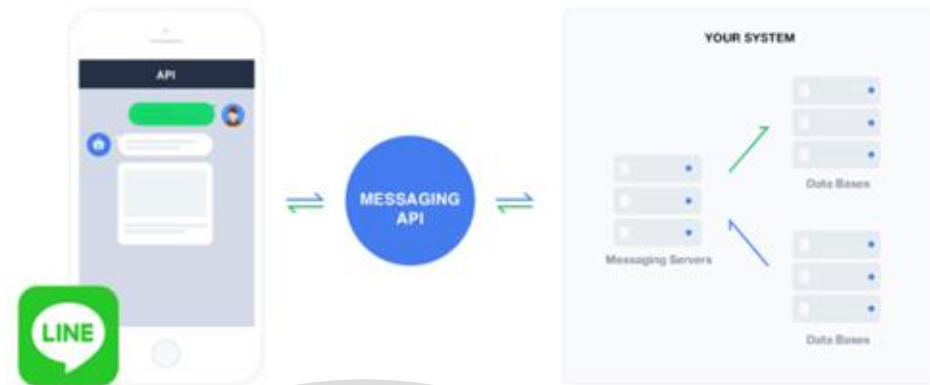 YOUR SYSTEM
API
MESSAGING
API
Messaging Servers
Data Bases
Data Bases
LINE